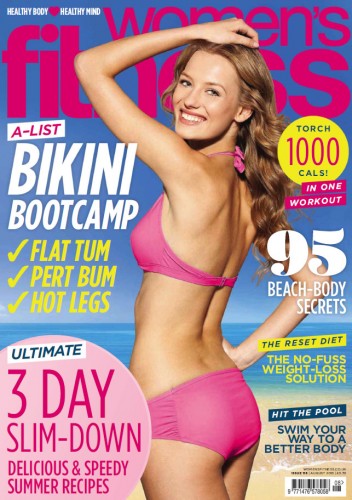 HEALTHY BODY HEALTHY MIND
women's
fitness
A-LIST
BIKINI
BOOTCAMP
✓ FLAT TUM
✓ PERT BUM
✓ HOT LEGS
TORCH
1000
CALS!
IN ONE
WORKOUT
95
BEACH-BODY
SECRETS
THE RESET DIET
THE NO-FUSS
WEIGHT-LOSS
SOLUTION
HIT THE POOL
SWIM YOUR
WAY TO A
BETTER BODY
ULTIMATE
3 DAY
SLIM-DOWN
DELICIOUS & SPEEDY
SUMMER RECIPES